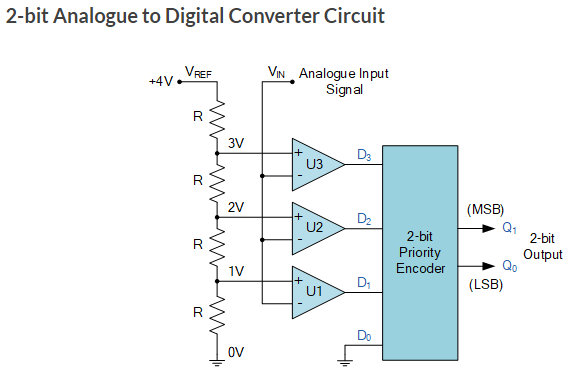 2-bit Analogue to Digital Converter Circuit
+4V
VREF
VIN
Analogue Input
Signal
R
3V
+
-
U3
D3
R
2V
+
-
U2
D2
R
1V
+
-
U1
D1
R
0V
D0
2-bit
Priority
Encoder
(MSB)
Q1
2-bit
Output
Q0
(LSB)